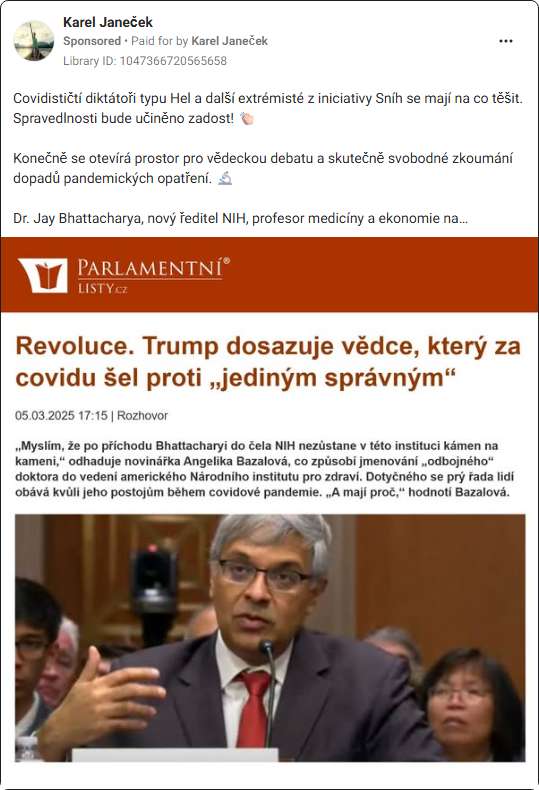 Karel Janeček
Sponsored • Paid for by Karel Janeček
Library ID: 1047366720565658
Covidističtí diktátoři typu Hel a další extrémisté z iniciativy Sníh se mají na co těšit.
Spravedlnosti bude učiněno zadost! 👏🏻
Konečně se otevírá prostor pro vědeckou debatu a skutečně svobodné zkoumání
dopadů pandemických opatření. 🔬
Dr. Jay Bhattacharya, nový ředitel NIH, profesor medicíny a ekonomie na…
PARLAMENTNÍ®
LISTY.CZ
Revoluce. Trump dosazuje vědce, který za
covidu šel proti „jediným správným“
05.03.2025 17:15 | Rozhovor
„Myslím, že po příchodu Bhattacharyi do čela NIH nezůstane v této instituci kámen na
kameni,“ odhaduje novinářka Angelika Bazalová, co způsobí jmenování „odbojného“
doktora do vedení amerického Národního institutu pro zdraví. Dotyčného se prý řada lidí
obává kvůli jeho postojům během covidové pandemie. „A mají proč,“ hodnotí Bazalová.